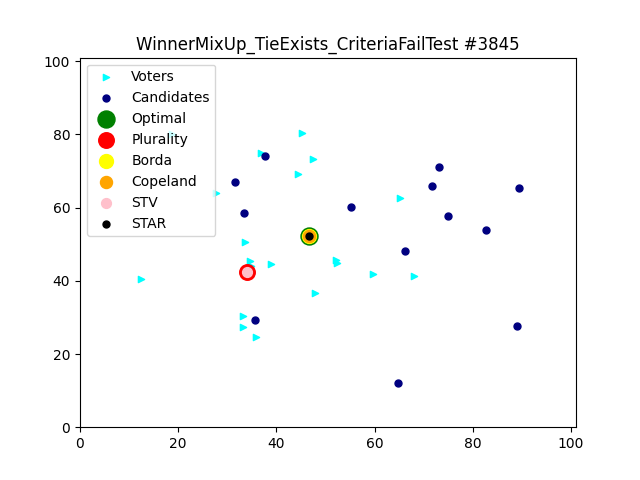 WinnerMixUp_TieExists_CriteriaFailTest #3845
100
80
60
40
20
0
Voters
Candidates
Optimal
Plurality
Borda
Copeland
STV
STAR
0 20 40 60 80 100